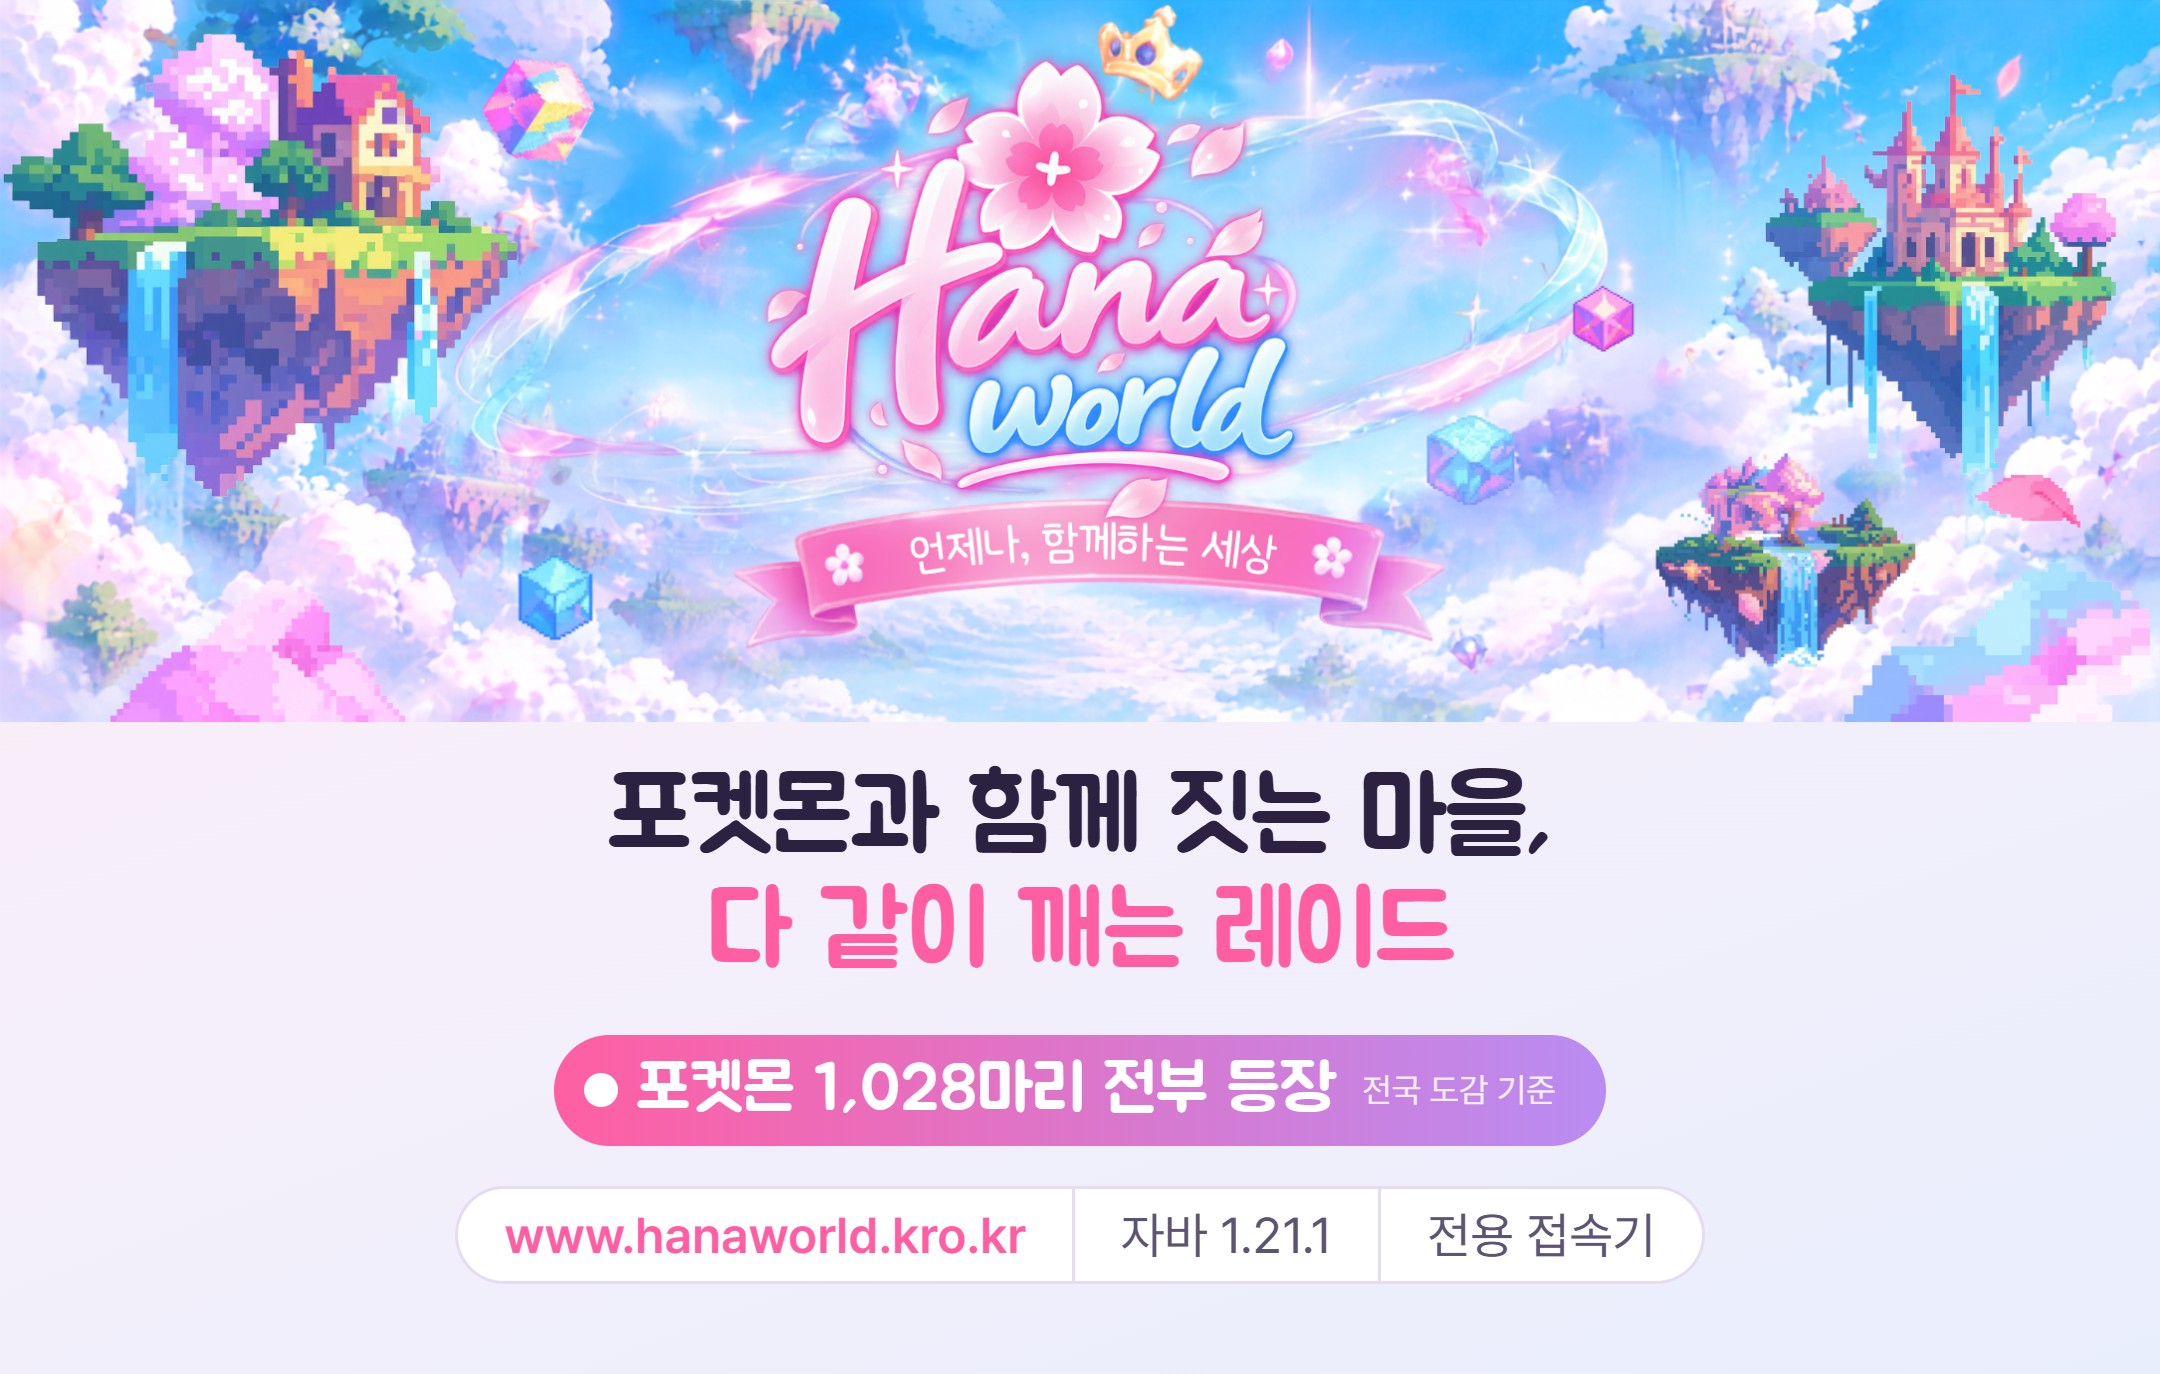 Hana
world
언제나, 함께하는 세상
포켓몬과 함께 짓는 마을,
다 같이 깨는 레이드
포켓몬 1,028마리 전부 등장 전국 도감 기준
www.hanaworld.kro.kr 자바 1.21.1 전용 접속기